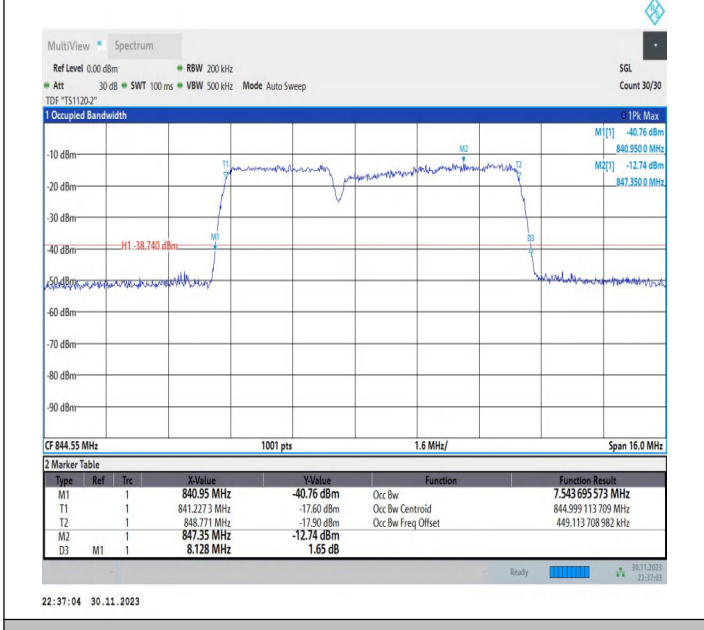 MultiView Spectrum
Ref Level 0.00 dBm RBW 200 kHz SGL
Att 30 dB SWT 100 ms VBW 500 kHz Mode Auto Sweep Count 30/30
TDF "TS1120-2"
1 Occupied Bandwidth 1Pk Max
M1[1] -40.76 dBm
840.950 0 MHz
M2[1] -12.74 dBm
847.350 0 MHz
-10 dBm
M2
T1
T2
-20 dBm
-30 dBm
M1
D3
-40 dBm
H1 -38.740 dBm
-50 dBm
-60 dBm
-70 dBm
-80 dBm
-90 dBm
CF 844.55 MHz 1001 pts 1.6 MHz/ Span 16.0 MHz
2 Marker Table
Type Ref Trc X-Value Y-Value Function Function Result
M1 1 840.95 MHz -40.76 dBm Occ Bw 7.543 695 573 MHz
T1 1 841.2273 MHz -17.60 dBm Occ Bw Centroid 844.999 113 709 MHz
T2 1 848.771 MHz -17.90 dBm Occ Bw Freq Offset 449.113 708 982 kHz
M2 1 847.35 MHz -12.74 dBm
D3 M1 1 8.128 MHz 1.65 dB
Ready 30.11.2023
22:37:03
22:37:04 30.11.2023